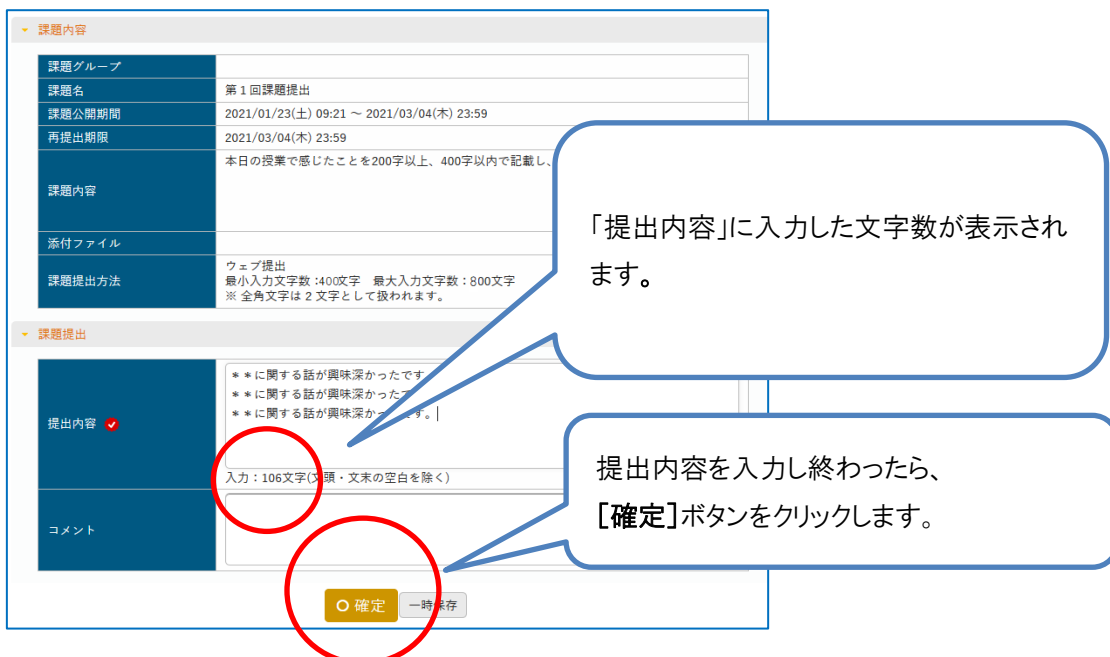 課題内容
課題グループ
課題名 第1回課題提出
課題公開期間 2021/01/23(土) 09:21 ～ 2021/03/04(木) 23:59
再提出期限 2021/03/04(木) 23:59
課題内容 本日の授業で感じたことを200字以上、400字以内で記載し、
添付ファイル
課題提出方法 ウェブ提出
最小入力文字数:400文字 最大入力文字数:800文字
※ 全角文字は2文字として扱われます。
「提出内容」に入力した文字数が表示され
ます。
課題提出
提出内容
＊＊に関する話が興味深かったです
＊＊に関する話が興味深かった
＊＊に関する話が興味深か です。
入力：106文字(文頭・文末の空白を除く)
コメント
提出内容を入力し終わったら、
［確定］ボタンをクリックします。
確定 一時保存